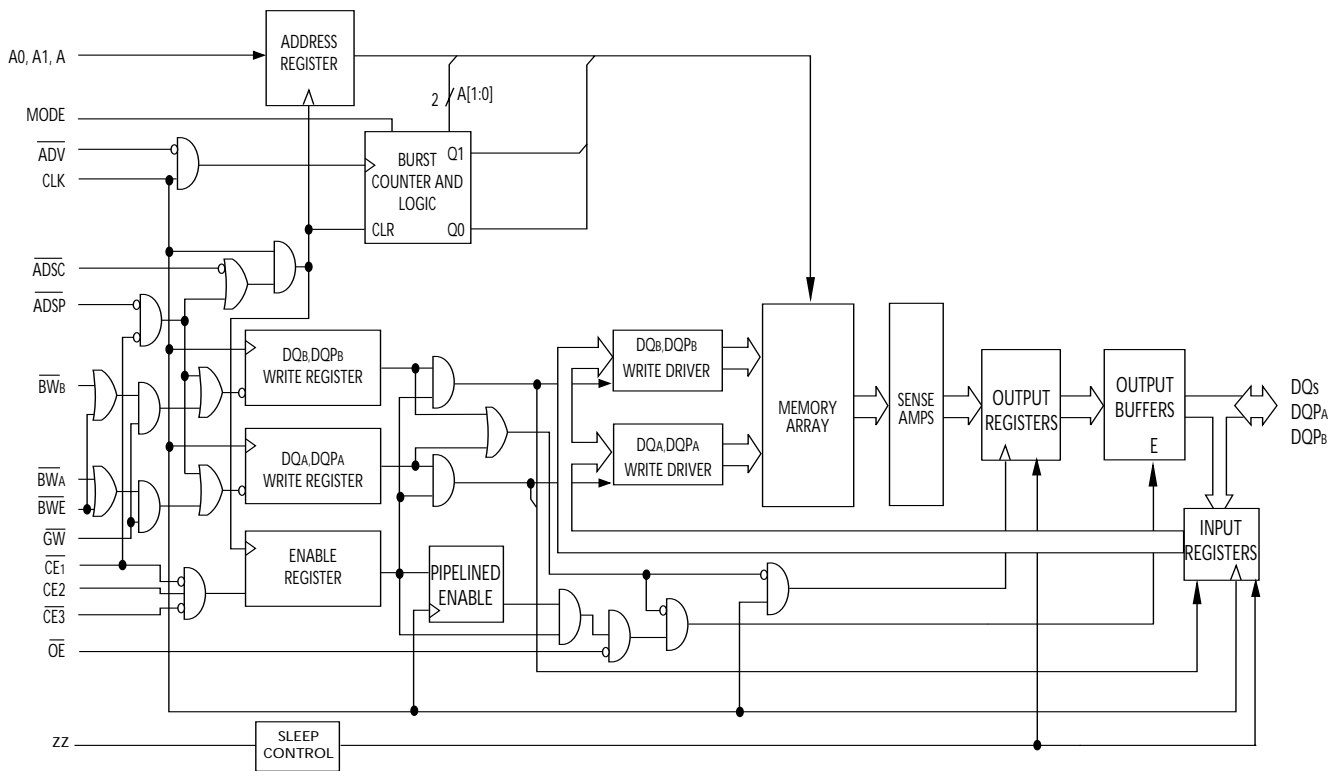 A0, A1, A
ADDRESS
REGISTER
2
A[1:0]
MODE
ADV
CLK
BURST
COUNTER AND
LOGIC
Q1
CLR
Q0
ADSC
ADSP
DQB,DQPB
WRITE REGISTER
DQB,DQPB
WRITE DRIVER
MEMORY
ARRAY
SENSE
AMPS
OUTPUT
REGISTERS
OUTPUT
BUFFERS
E
DQs
DQPA
DQPB
BWB
DQA,DQPA
WRITE REGISTER
DQA,DQPA
WRITE DRIVER
BWA
BWE
GW
CE1
CE2
CE3
ENABLE
REGISTER
PIPELINED
ENABLE
INPUT
REGISTERS
OE
ZZ
SLEEP
CONTROL